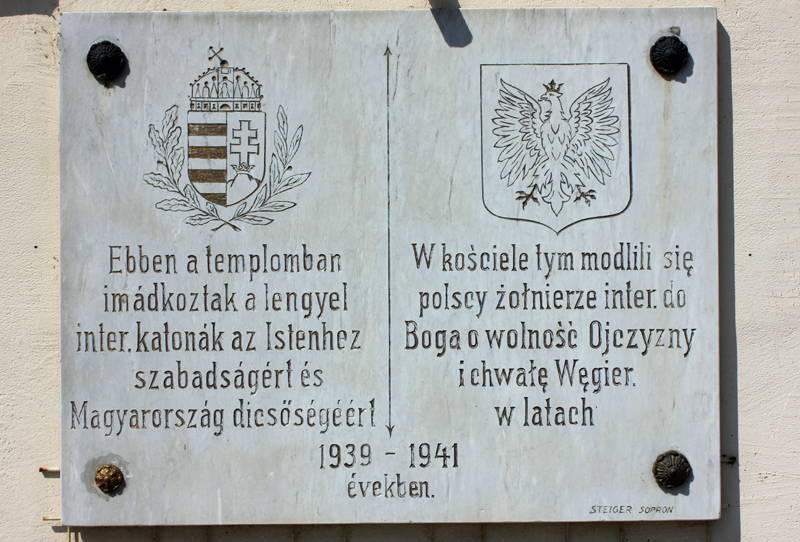 Ebben a templomban
imádkoztak a lengyel
inter. katonák az Istenhez
szabadságért és
Magyarország dicsőségéért
W kościele tym modlili się
polscy żołnierze inter. do
Boga o wolność Ojczyzny
i chwałę Węgier.
w latach
1939 - 1941
években.
STEIGER SOPRON